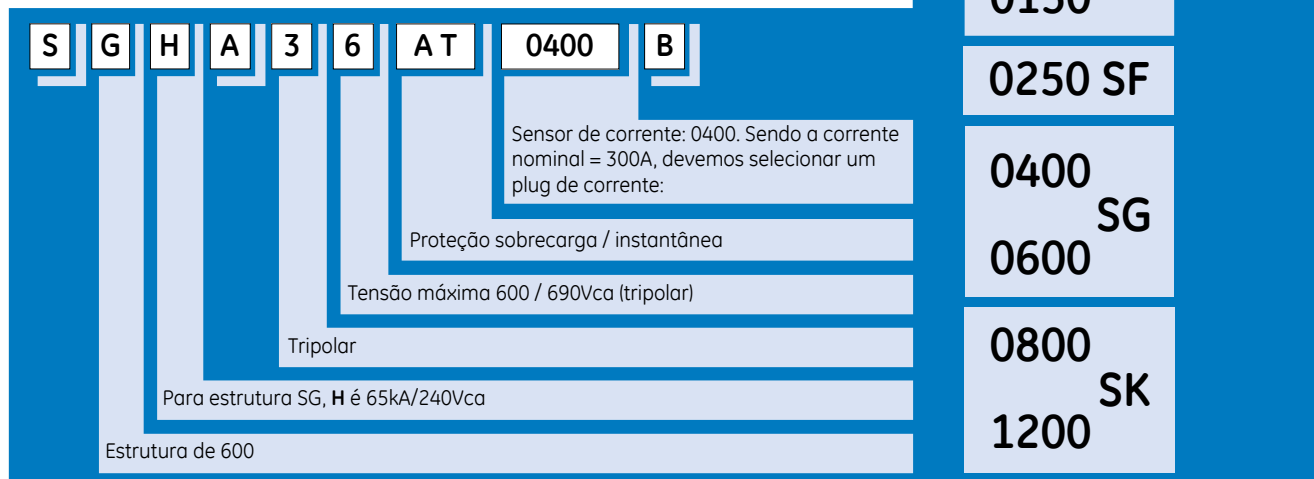 S G H A 3 6 A T 0400 B
Sensor de corrente: 0400. Sendo a corrente
nominal = 300A, devemos selecionar um
plug de corrente:
Proteção sobrecarga / instantânea
Tensão máxima 600 / 690Vca (tripolar)
Tripolar
Para estrutura SG, H é 65kA/240Vca
Estrutura de 600
0150
0250 SF
0400
SG
0600
0800
SK
1200